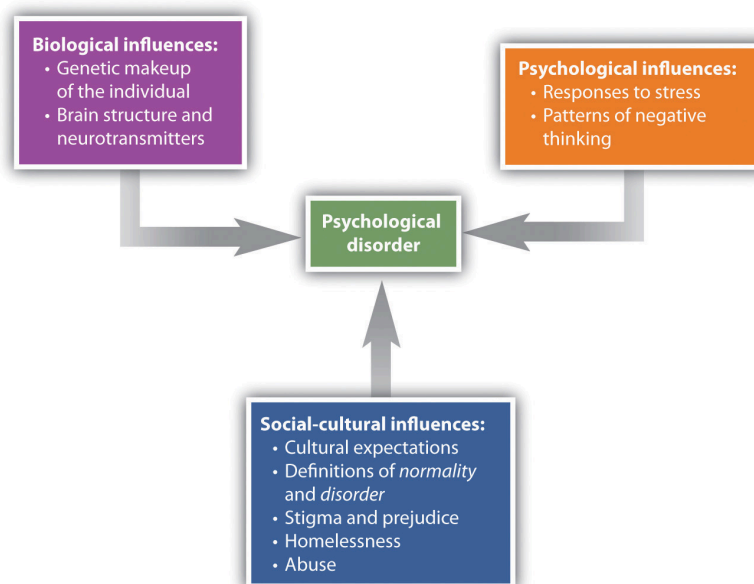 Biological influences:
• Genetic makeup
of the individual
• Brain structure and
neurotransmitters
Psychological influences:
• Responses to stress
• Patterns of negative
thinking
Psychological
disorder
Social-cultural influences:
• Cultural expectations
• Definitions of normality
and disorder
• Stigma and prejudice
• Homelessness
• Abuse